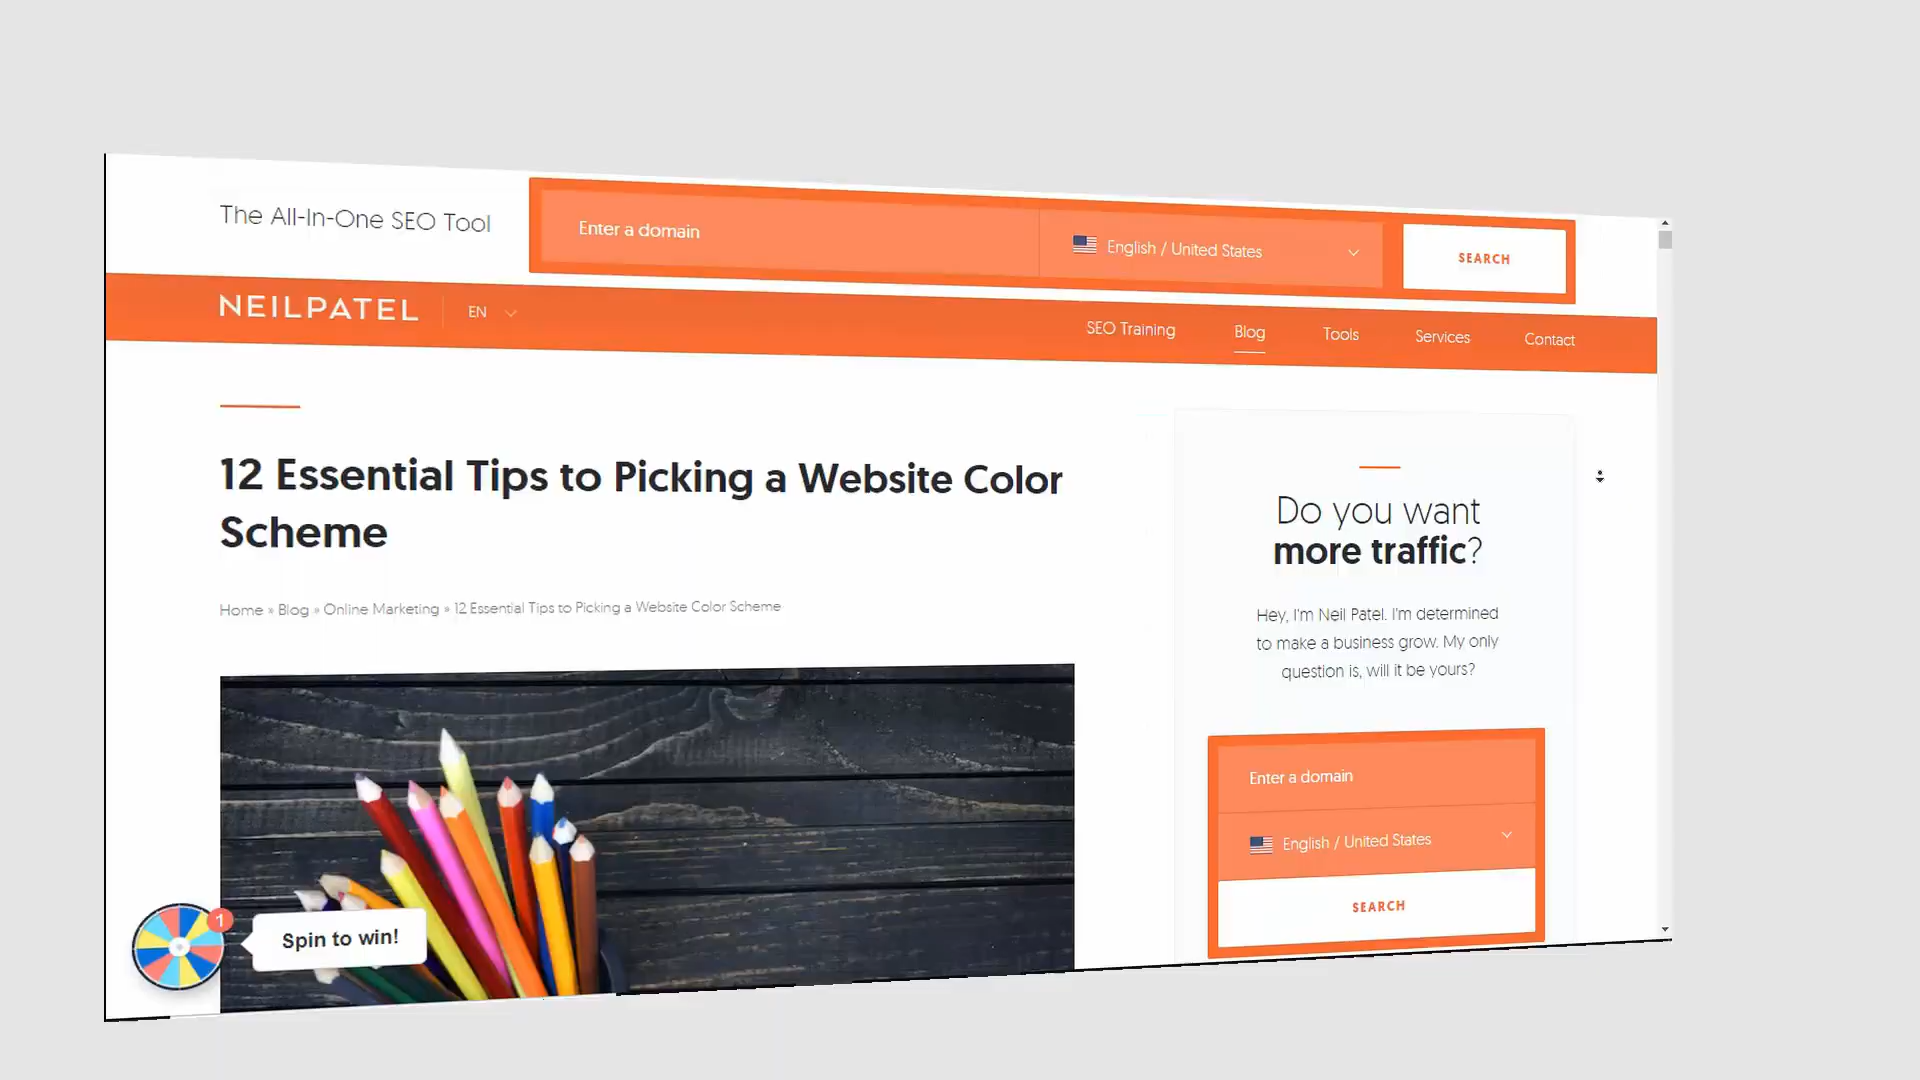 The All-In-One SEO Tool
Enter a domain
English / United States
SEARCH
NEILPATEL
EN
SEO Training
Blog
Tools
Services
Contact
12 Essential Tips to Picking a Website Color
Scheme
Home » Blog » Online Marketing » 12 Essential Tips to Picking a Website Color Scheme
Do you want
more traffic?
Hey, I'm Neil Patel. I'm determined
to make a business grow. My only
question is, will it be yours?
Enter a domain
English / United States
SEARCH
1
Spin to win!